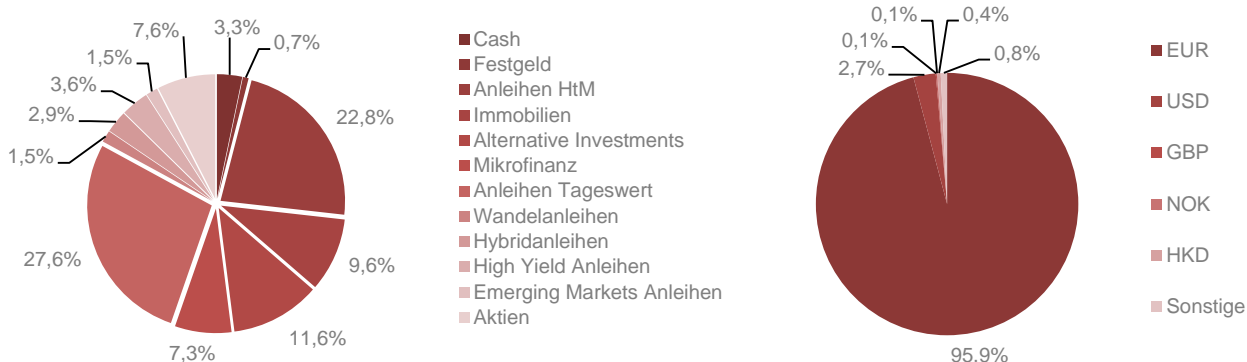 7,6%
3,3%
1,5%
0,7%
3,6%
2,9%
22,8%
1,5%
27,6%
9,6%
11,6%
7,3%
Cash
Festgeld
Anleihen HtM
Immobilien
Alternative Investments
Mikrofinanz
Anleihen Tageswert
Wandelanleihen
Hybridanleihen
High Yield Anleihen
Emerging Markets Anleihen
Aktien
0,1%
0,4%
0,1%
0,8%
2,7%
95,9%
EUR
USD
GBP
NOK
HKD
Sonstige